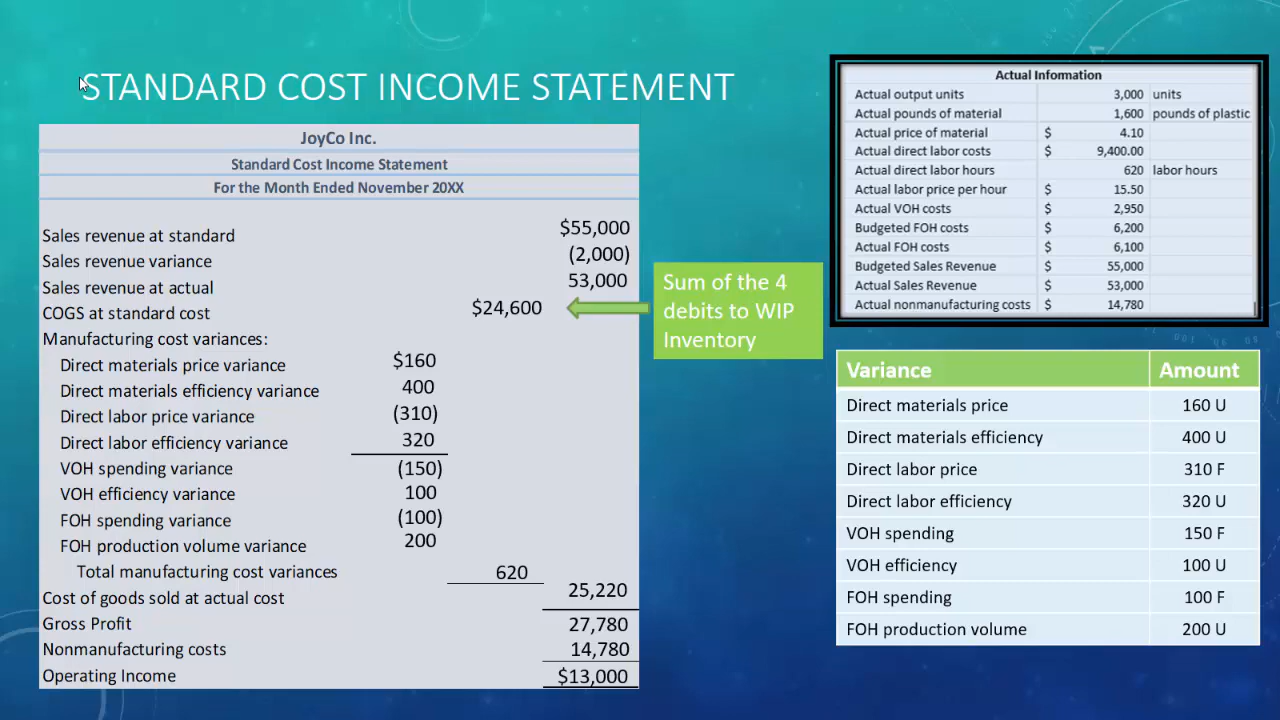 STANDARD COST INCOME STATEMENT
JoyCo Inc.
Standard Cost Income Statement
For the Month Ended November 20XX
Sales revenue at standard $55,000
Sales revenue variance (2,000)
Sales revenue at actual 53,000
COGS at standard cost $24,600
Manufacturing cost variances:
Direct materials price variance $160
Direct materials efficiency variance 400
Direct labor price variance (310)
Direct labor efficiency variance 320
VOH spending variance (150)
VOH efficiency variance 100
FOH spending variance (100)
FOH production volume variance 200
Total manufacturing cost variances 620
Cost of goods sold at actual cost 25,220
Gross Profit 27,780
Nonmanufacturing costs 14,780
Operating Income $13,000
Sum of the 4
debits to WIP
Inventory
Actual Information
Actual output units 3,000 units
Actual pounds of material 1,600 pounds of plastic
Actual price of material $ 4.10
Actual direct labor costs $ 9,400.00
Actual direct labor hours 620 labor hours
Actual labor price per hour $ 15.50
Actual VOH costs $ 2,950
Budgeted FOH costs $ 6,200
Actual FOH costs $ 6,100
Budgeted Sales Revenue $ 55,000
Actual Sales Revenue $ 53,000
Actual nonmanufacturing costs $ 14,780
Variance Amount
Direct materials price 160 U
Direct materials efficiency 400 U
Direct labor price 310 F
Direct labor efficiency 320 U
VOH spending 150 F
VOH efficiency 100 U
FOH spending 100 F
FOH production volume 200 U